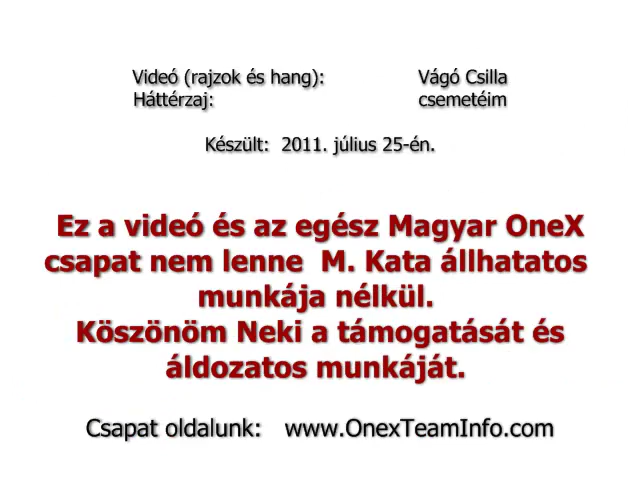 Videó (rajzok és hang): Vágó Csilla
Háttérzaj: csemetéim
Készült: 2011. július 25-én.
Ez a videó és az egész Magyar OneX
csapat nem lenne M. Kata állhatatos
munkája nélkül.
Köszönöm Neki a támogatását és
áldozatos munkáját.
Csapat oldalunk: www.OnexTeamInfo.com